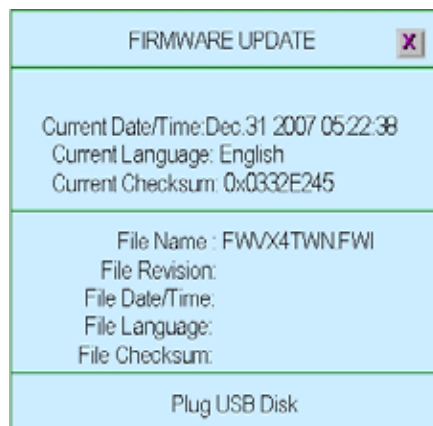 FIRMWARE UPDATE X
Current Date/Time:Dec.31 2007 05:22:38
Current Language: English
Current Checksum: 0x0332E245
File Name : FWVX4TWN.FWI
File Revision:
File Date/Time:
File Language:
File Checksum:
Plug USB Disk